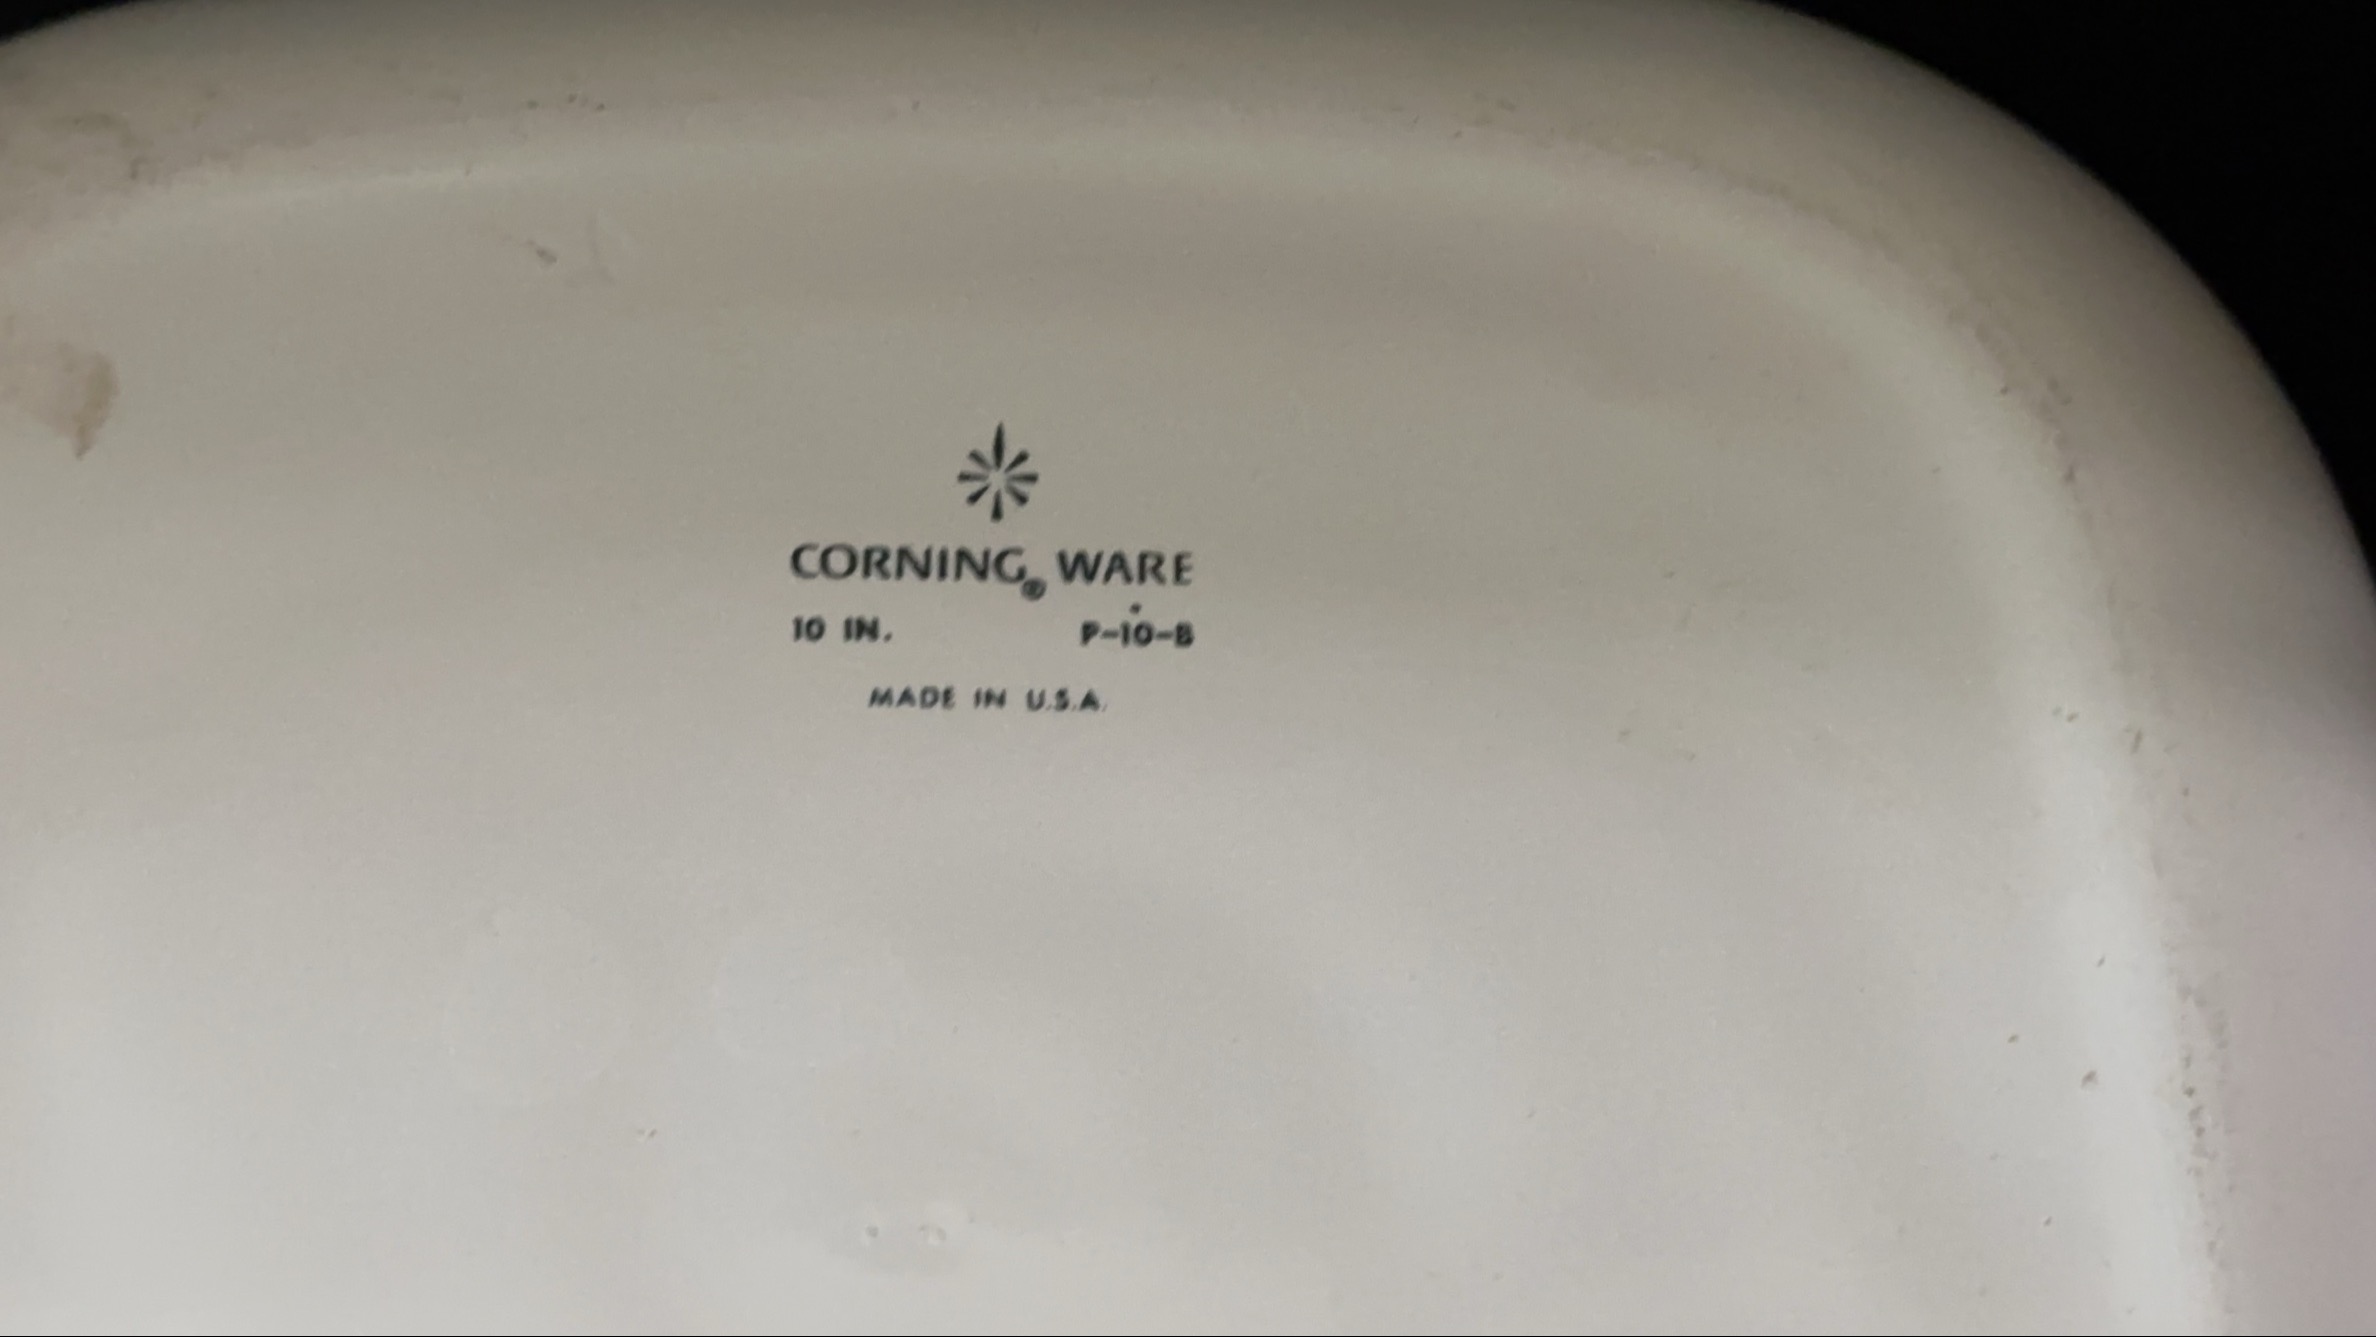 CORNING® WARE
10 IN. P-10-B
MADE IN U.S.A.